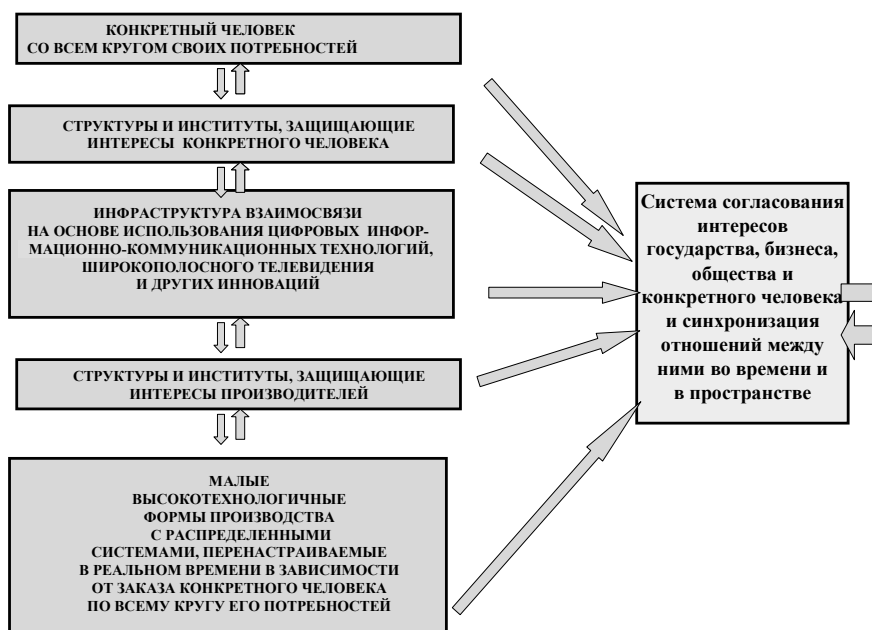 КОНКРЕТНЫЙ ЧЕЛОВЕК
СО ВСЕМ КРУГОМ СВОИХ ПОТРЕБНОСТЕЙ
СТРУКТУРЫ И ИНСТИТУТЫ, ЗАЩИЩАЮЩИЕ
ИНТЕРЕСЫ КОНКРЕТНОГО ЧЕЛОВЕКА
ИНФРАСТРУКТУРА ВЗАИМОСВЯЗИ
НА ОСНОВЕ ИСПОЛЬЗОВАНИЯ ЦИФРОВЫХ ИНФОР-
МАЦИОННО-КОММУНИКАЦИОННЫХ ТЕХНОЛОГИЙ,
ШИРОКОПОЛОСНОГО ТЕЛЕВИДЕНИЯ
И ДРУГИХ ИННОВАЦИЙ
СТРУКТУРЫ И ИНСТИТУТЫ, ЗАЩИЩАЮЩИЕ
ИНТЕРЕСЫ ПРОИЗВОДИТЕЛЕЙ
МАЛЫЕ
ВЫСОКОТЕХНОЛОГИЧНЫЕ
ФОРМЫ ПРОИЗВОДСТВА
С РАСПРЕДЕЛЕННЫМИ
СИСТЕМАМИ, ПЕРЕНАСТРАИВАЕМЫЕ
В РЕАЛЬНОМ ВРЕМЕНИ В ЗАВИСИМОСТИ
ОТ ЗАКАЗА КОНКРЕТНОГО ЧЕЛОВЕКА
ПО ВСЕМУ КРУГУ ЕГО ПОТРЕБНОСТЕЙ
Система согласования
интересов
государства, бизнеса,
общества и
конкретного человека
и синхронизация
отношений между
ними во времени и
в пространстве